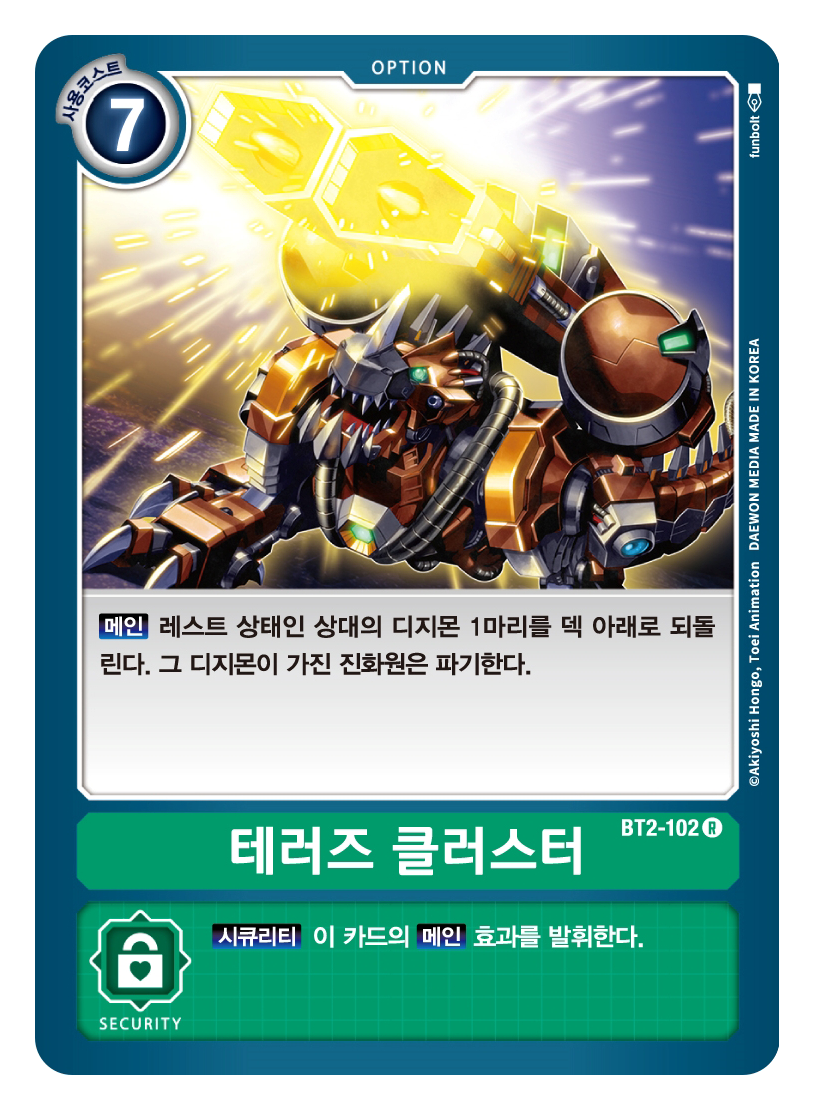 OPTION
사용코스트
7
funbolt
©Akiyoshi Hongo, Toei Animation DAEWON MEDIA MADE IN KOREA
메인 레스트 상태인 상대의 디지몬 1마리를 덱 아래로 되돌
린다. 그 디지몬이 가진 진화원은 파기한다.
BT2-102 R
테러즈 클러스터
시큐리티 이 카드의 메인 효과를 발휘한다.
SECURITY